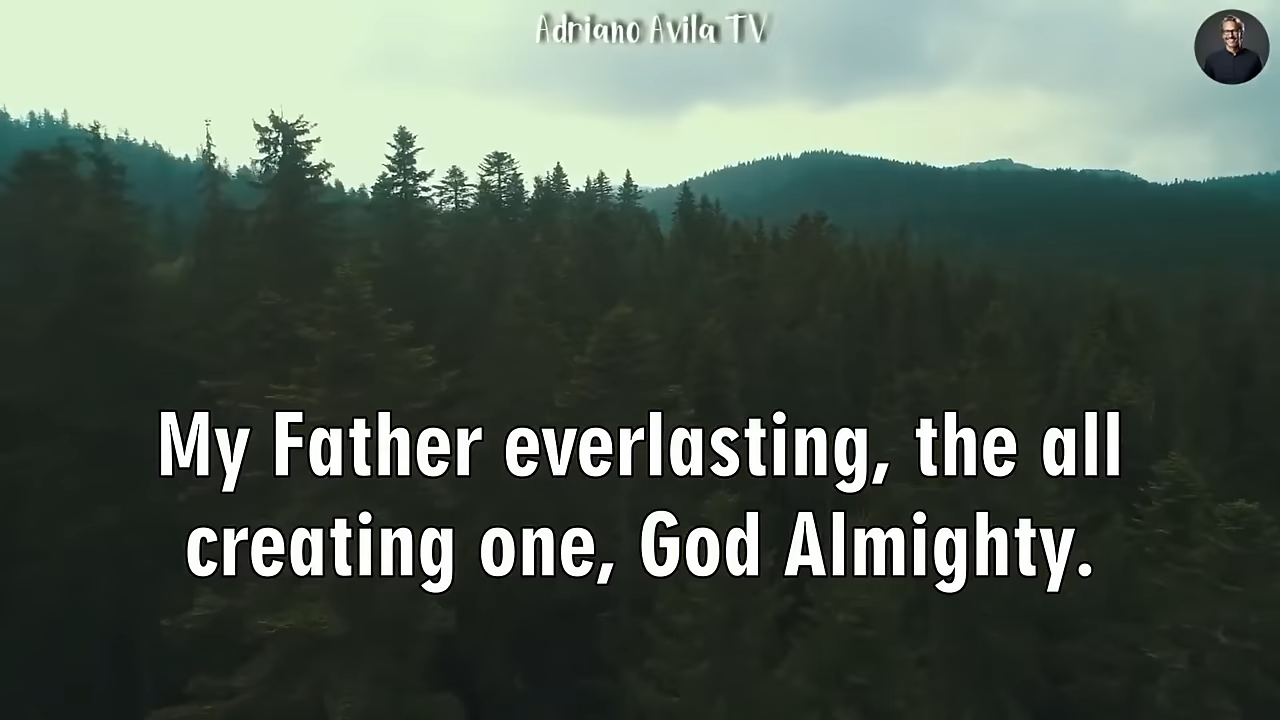 Adriano Avila TV
My Father everlasting, the all
creating one, God Almighty.